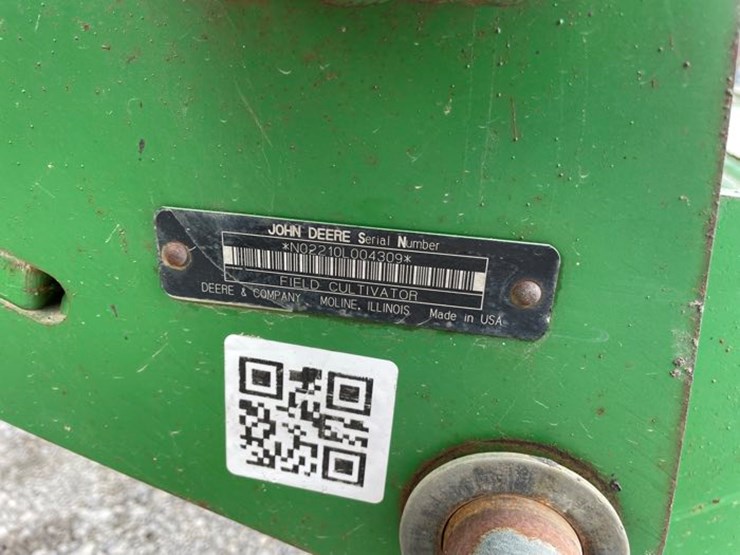 JOHN DEERE Serial Number
*N02210L004309*
FIELD CULTIVATOR
DEERE & COMPANY MOLINE, ILLINOIS Made in USA